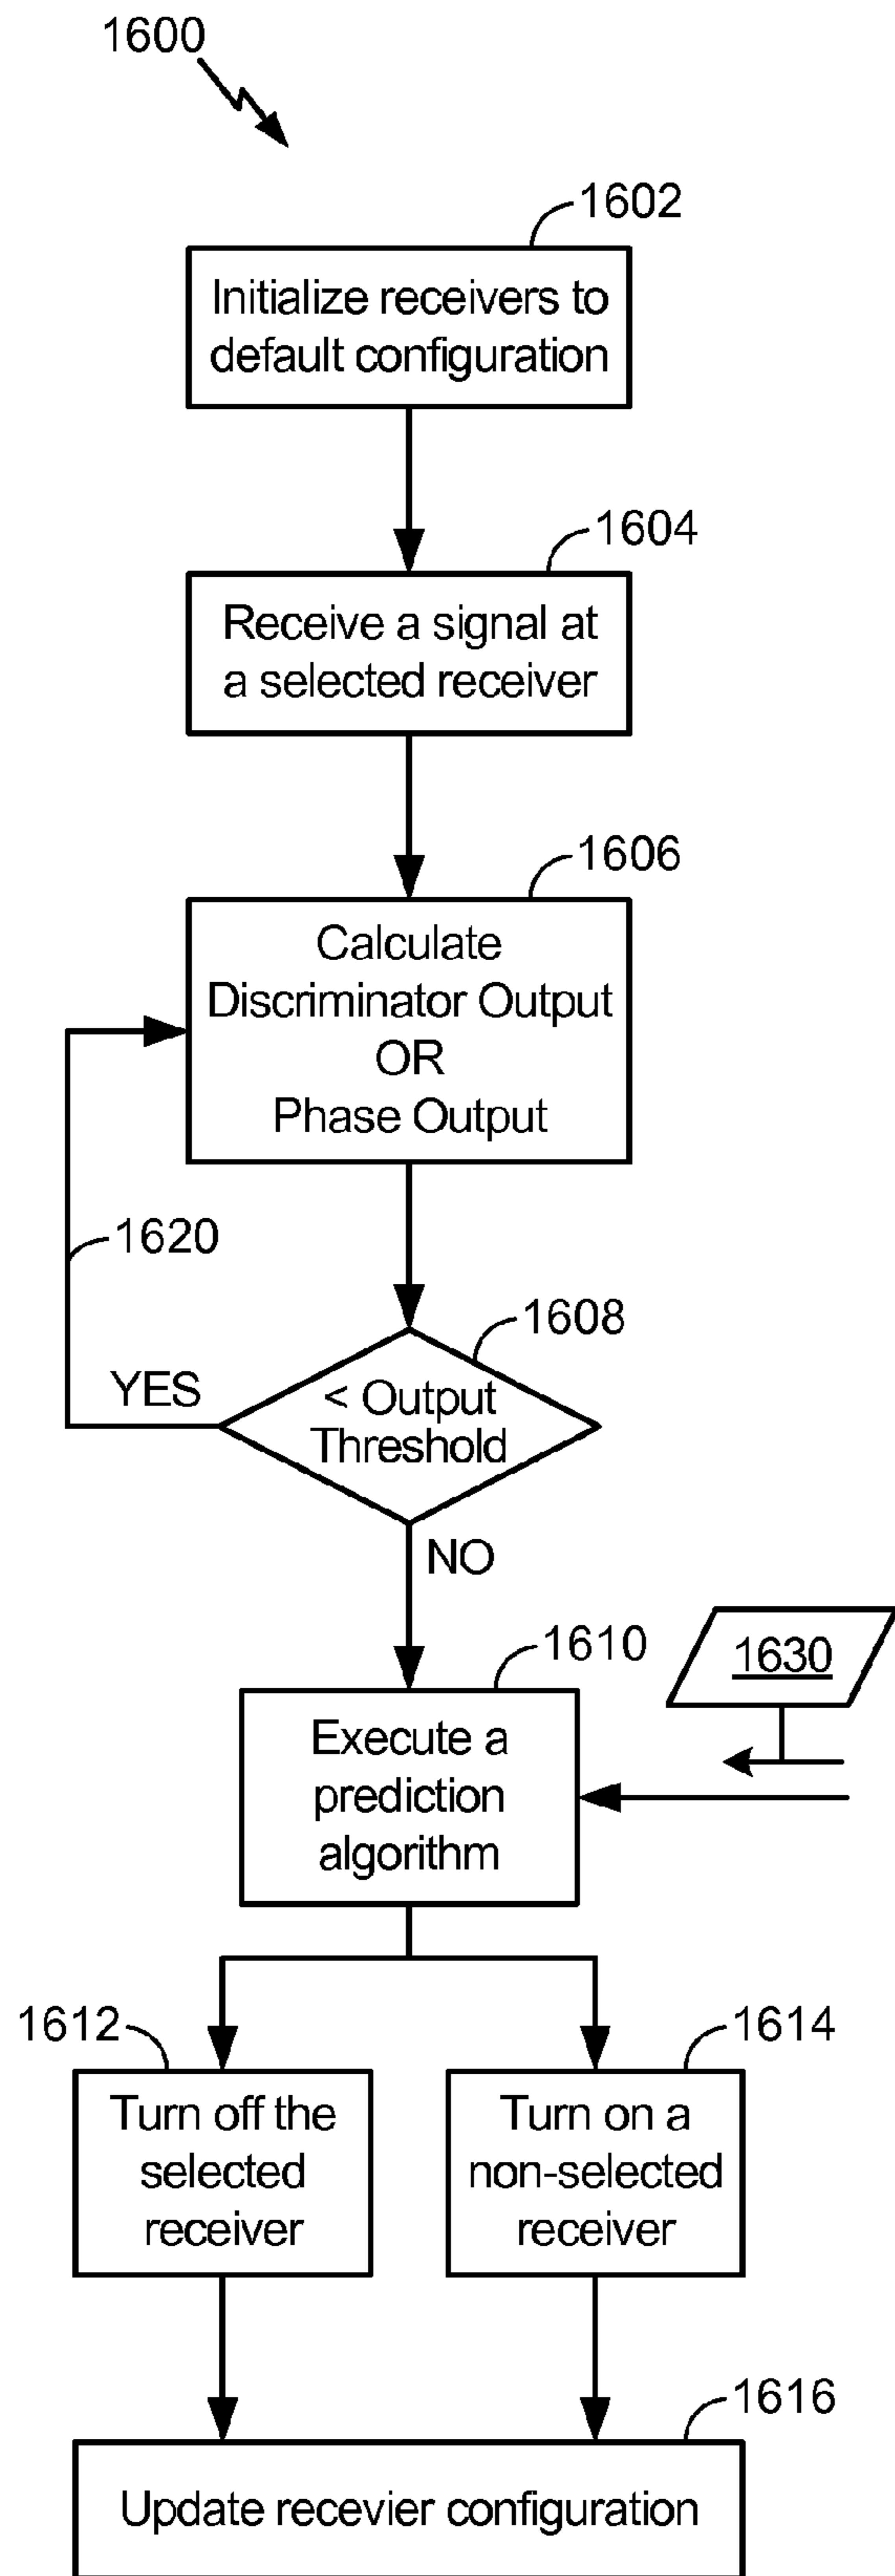 1600
1602
Initialize receivers to
default configuration
1604
Receive a signal at
a selected receiver
1606
Calculate
Discriminator Output
OR
Phase Output
1620
1608
YES
< Output
Threshold
NO
1610
1630
Execute a
prediction
algorithm
1612
1614
Turn off the
selected
receiver
Turn on a
non-selected
receiver
1616
Update recevier configuration